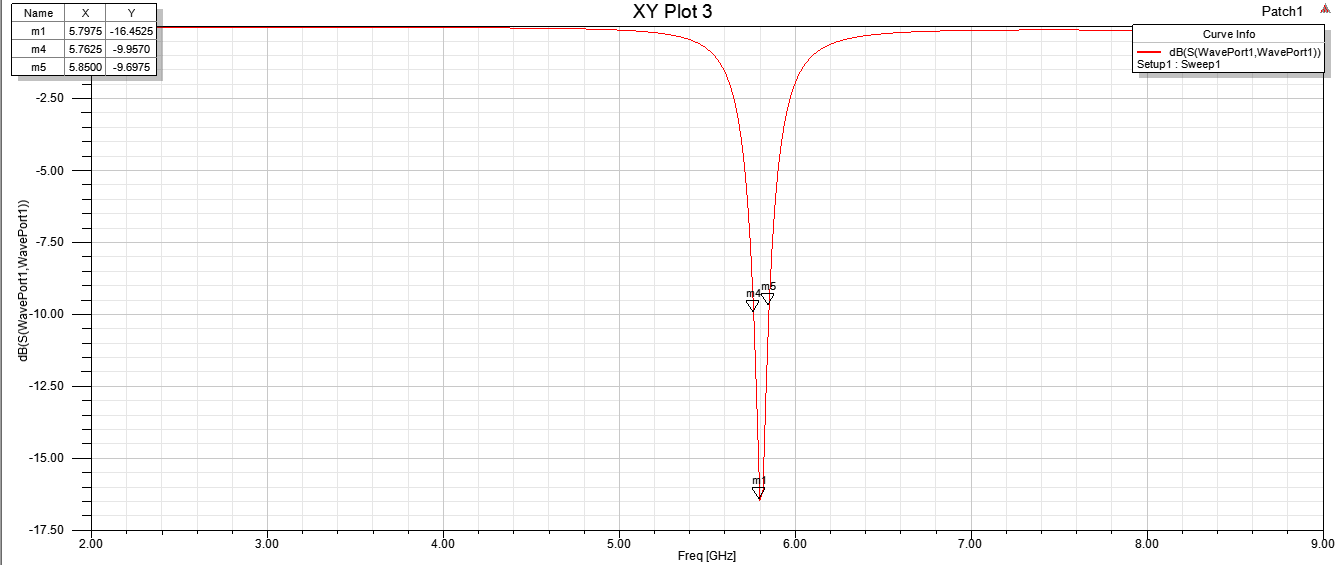 XY Plot 3
Patch1
Name X Y
m1 5.7975 -16.4525
m4 5.7625 -9.9570
m5 5.8500 -9.6975
Curve Info
dB(S(WavePort1,WavePort1))
Setup1 : Sweep1
-2.50
-5.00
-7.50
-10.00
-12.50
-15.00
-17.50
dB(S(WavePort1,WavePort1))
m4
m5
m1
2.00 3.00 4.00 5.00 6.00 7.00 8.00 9.00
Freq [GHz]